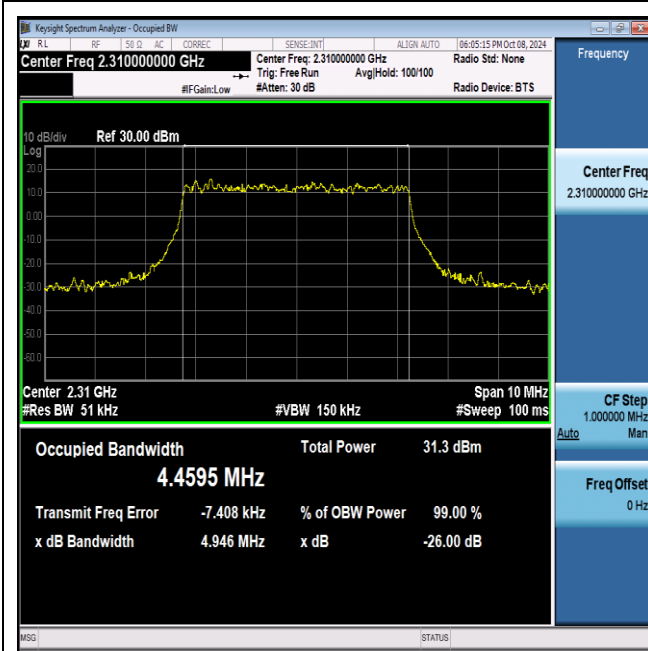 Keysight Spectrum Analyzer - Occupied BW
LXI RL RF 50 Ω AC CORREC SENSE:INT ALIGN AUTO 06:05:15 PM Oct 08, 2024
Center Freq 2.310000000 GHz
Center Freq: 2.310000000 GHz Radio Std: None
Trig: Free Run Avg|Hold: 100/100
#IFGain:Low #Atten: 30 dB Radio Device: BTS
10 dB/div Ref 30.00 dBm
Log
20.0
10.0
0.00
-10.0
-20.0
-30.0
-40.0
-50.0
-60.0
Center 2.31 GHz Span 10 MHz
#Res BW 51 kHz #VBW 150 kHz #Sweep 100 ms
Occupied Bandwidth Total Power 31.3 dBm
4.4595 MHz
Transmit Freq Error -7.408 kHz % of OBW Power 99.00 %
x dB Bandwidth 4.946 MHz x dB -26.00 dB
MSG STATUS
Frequency
Center Freq
2.310000000 GHz
CF Step
1.000000 MHz
Auto Man
Freq Offset
0 Hz